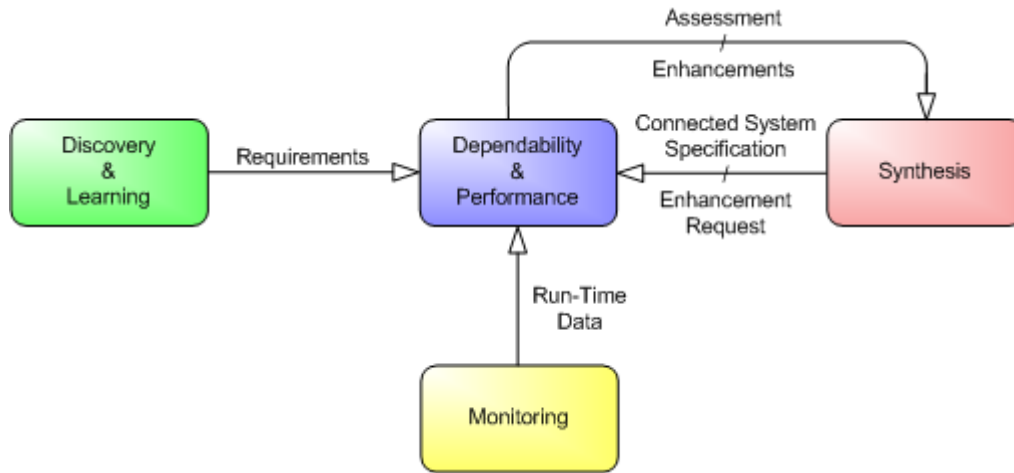 Assessment
Enhancements
Discovery
&
Learning
Requirements
Dependability
&
Performance
Connected System
Specification
Enhancement
Request
Synthesis
Run-Time
Data
Monitoring